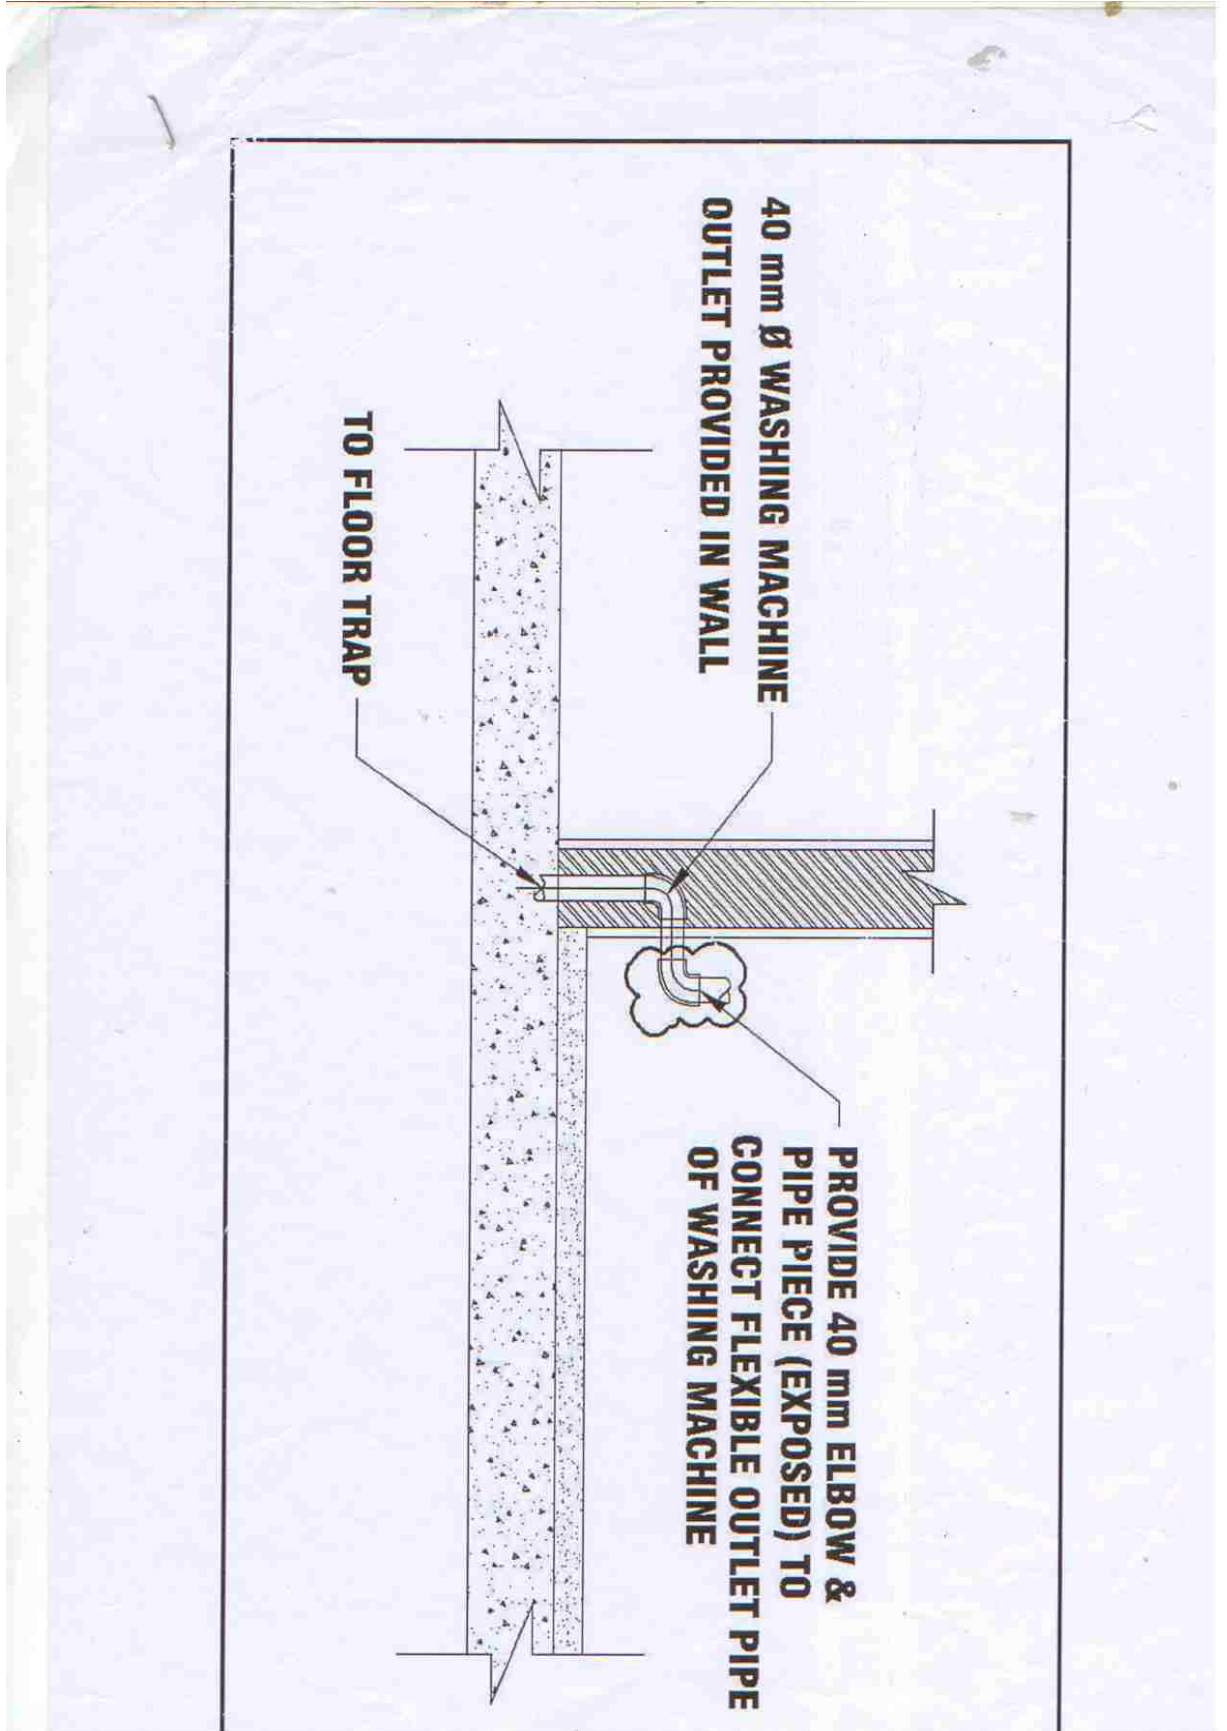 40 mm Ø WASHING MACHINE
OUTLET PROVIDED IN WALL
TO FLOOR TRAP
PROVIDE 40 mm ELBOW &
PIPE PIECE (EXPOSED) TO
CONNECT FLEXIBLE OUTLET PIPE
OF WASHING MACHINE